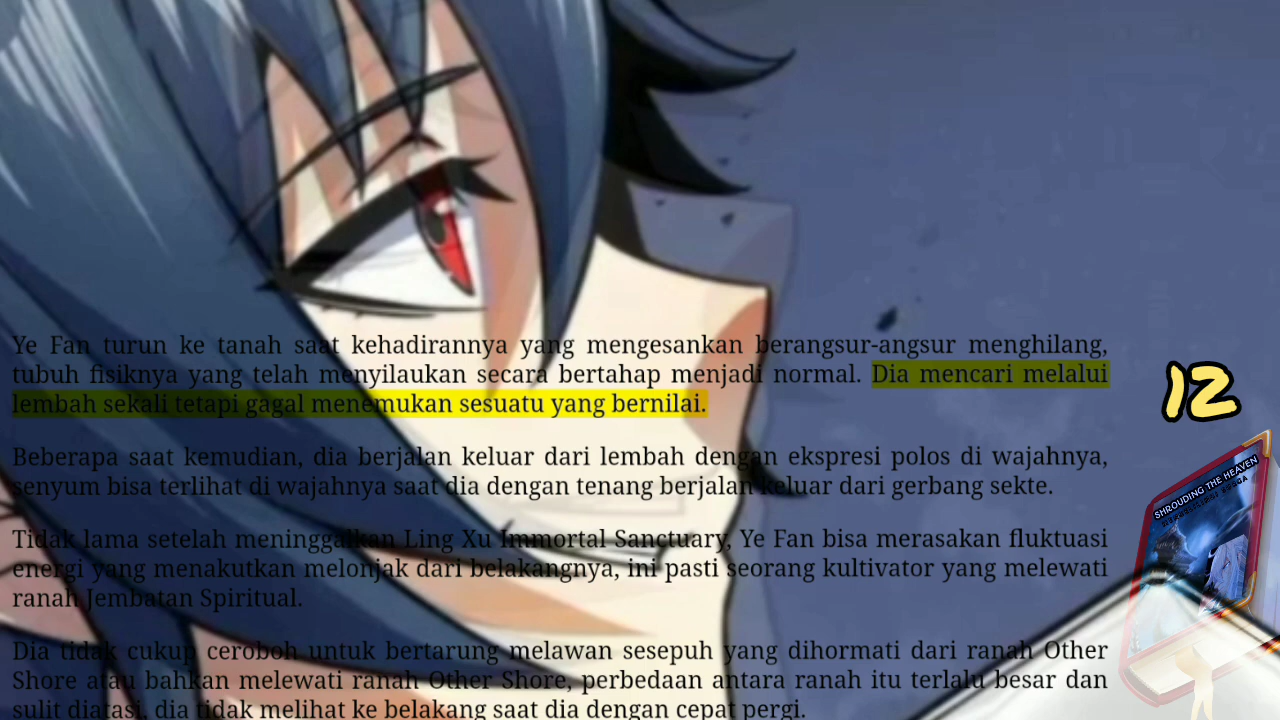 Ye Fan turun ke tanah saat kehadirannya yang mengesankan berangsur-angsur menghilang,
tubuh fisiknya yang telah menyilaukan secara bertahap menjadi normal. Dia mencari melalui
lembah sekali tetapi gagal menemukan sesuatu yang bernilai.
Beberapa saat kemudian, dia berjalan keluar dari lembah dengan ekspresi polos di wajahnya,
senyum bisa terlihat di wajahnya saat dia dengan tenang berjalan keluar dari gerbang sekte.
Tidak lama setelah meninggalkan Ling Xu Immortal Sanctuary, Ye Fan bisa merasakan fluktuasi
energi yang menakutkan melonjak dari belakangnya, ini pasti seorang kultivator yang melewati
ranah Jembatan Spiritual.
Dia tidak cukup ceroboh untuk bertarung melawan sesepuh yang dihormati dari ranah Other
Shore atau bahkan melewati ranah Other Shore, perbedaan antara ranah itu terlalu besar dan
sulit diatasi, dia tidak melihat ke belakang saat dia dengan cepat pergi.
12
SHROUDING THE HEAVEN